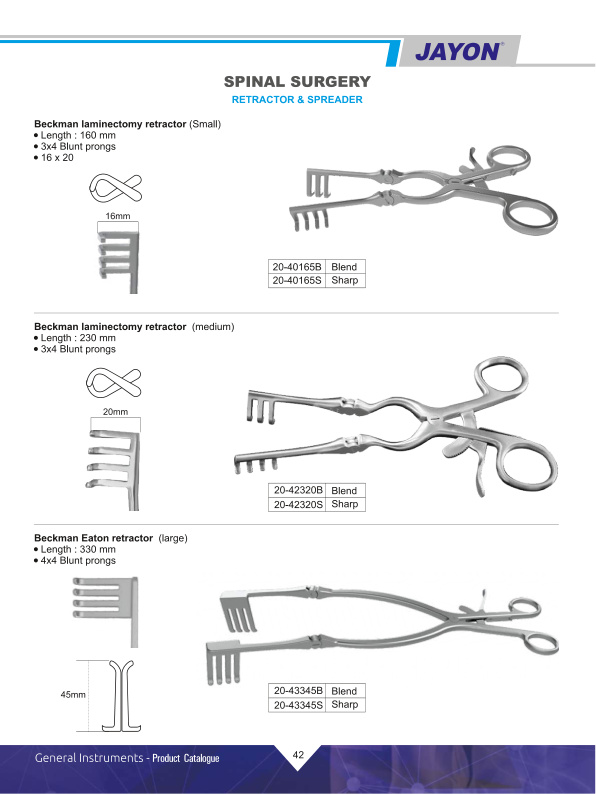 JAYON®
SPINAL SURGERY
RETRACTOR & SPREADER
Beckman laminectomy retractor (Small)
• Length : 160 mm
• 3x4 Blunt prongs
• 16 x 20
16mm
20-40165B Blend
20-40165S Sharp
Beckman laminectomy retractor (medium)
• Length : 230 mm
• 3x4 Blunt prongs
20mm
20-42320B Blend
20-42320S Sharp
Beckman Eaton retractor (large)
• Length : 330 mm
• 4x4 Blunt prongs
45mm
20-43345B Blend
20-43345S Sharp
General Instruments - Product Catalogue
42